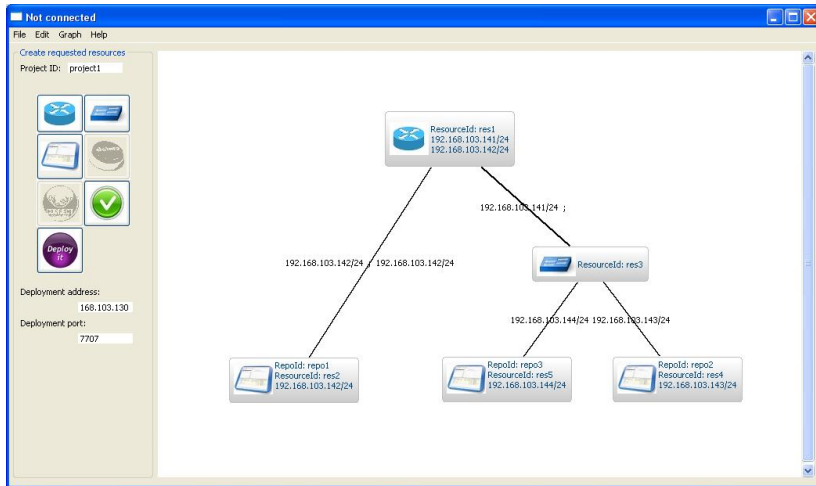 Not connected
File Edit Graph Help
Create requested resources
Project ID: project1
Deploy
it
Deployment address:
168.103.130
Deployment port:
7707
ResourceId: res1
192.168.103.141/24
192.168.103.142/24
192.168.103.141/24 ;
ResourceId: res3
192.168.103.142/24 ; 192.168.103.142/24
192.168.103.144/24 192.168.103.143/24
RepoId: repo1
ResourceId: res2
192.168.103.142/24
RepoId: repo3
ResourceId: res5
192.168.103.144/24
RepoId: repo2
ResourceId: res4
192.168.103.143/24